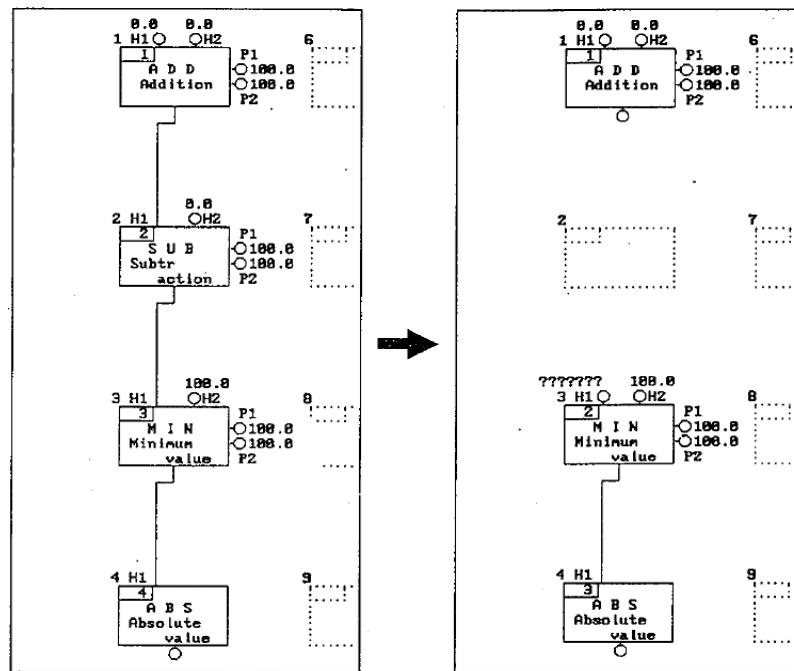 0.0 0.0
1 H1 H2 6
1 P1
A D D 100.0
Addition 100.0
P2
0.0
2 H1 H2 7
2 P1
S U B 100.0
Subtr 100.0
action P2
100.0
3 H1 H2 8
3 P1
M I N 100.0
Minimum 100.0
value P2
4 H1 9
4
A B S
Absolute
value
0.0 0.0
1 H1 H2 6
1 P1
A D D 100.0
Addition 100.0
P2
2 7
??????? 100.0
3 H1 H2 8
2 P1
M I N 100.0
Minimum 100.0
value P2
4 H1 9
3
A B S
Absolute
value